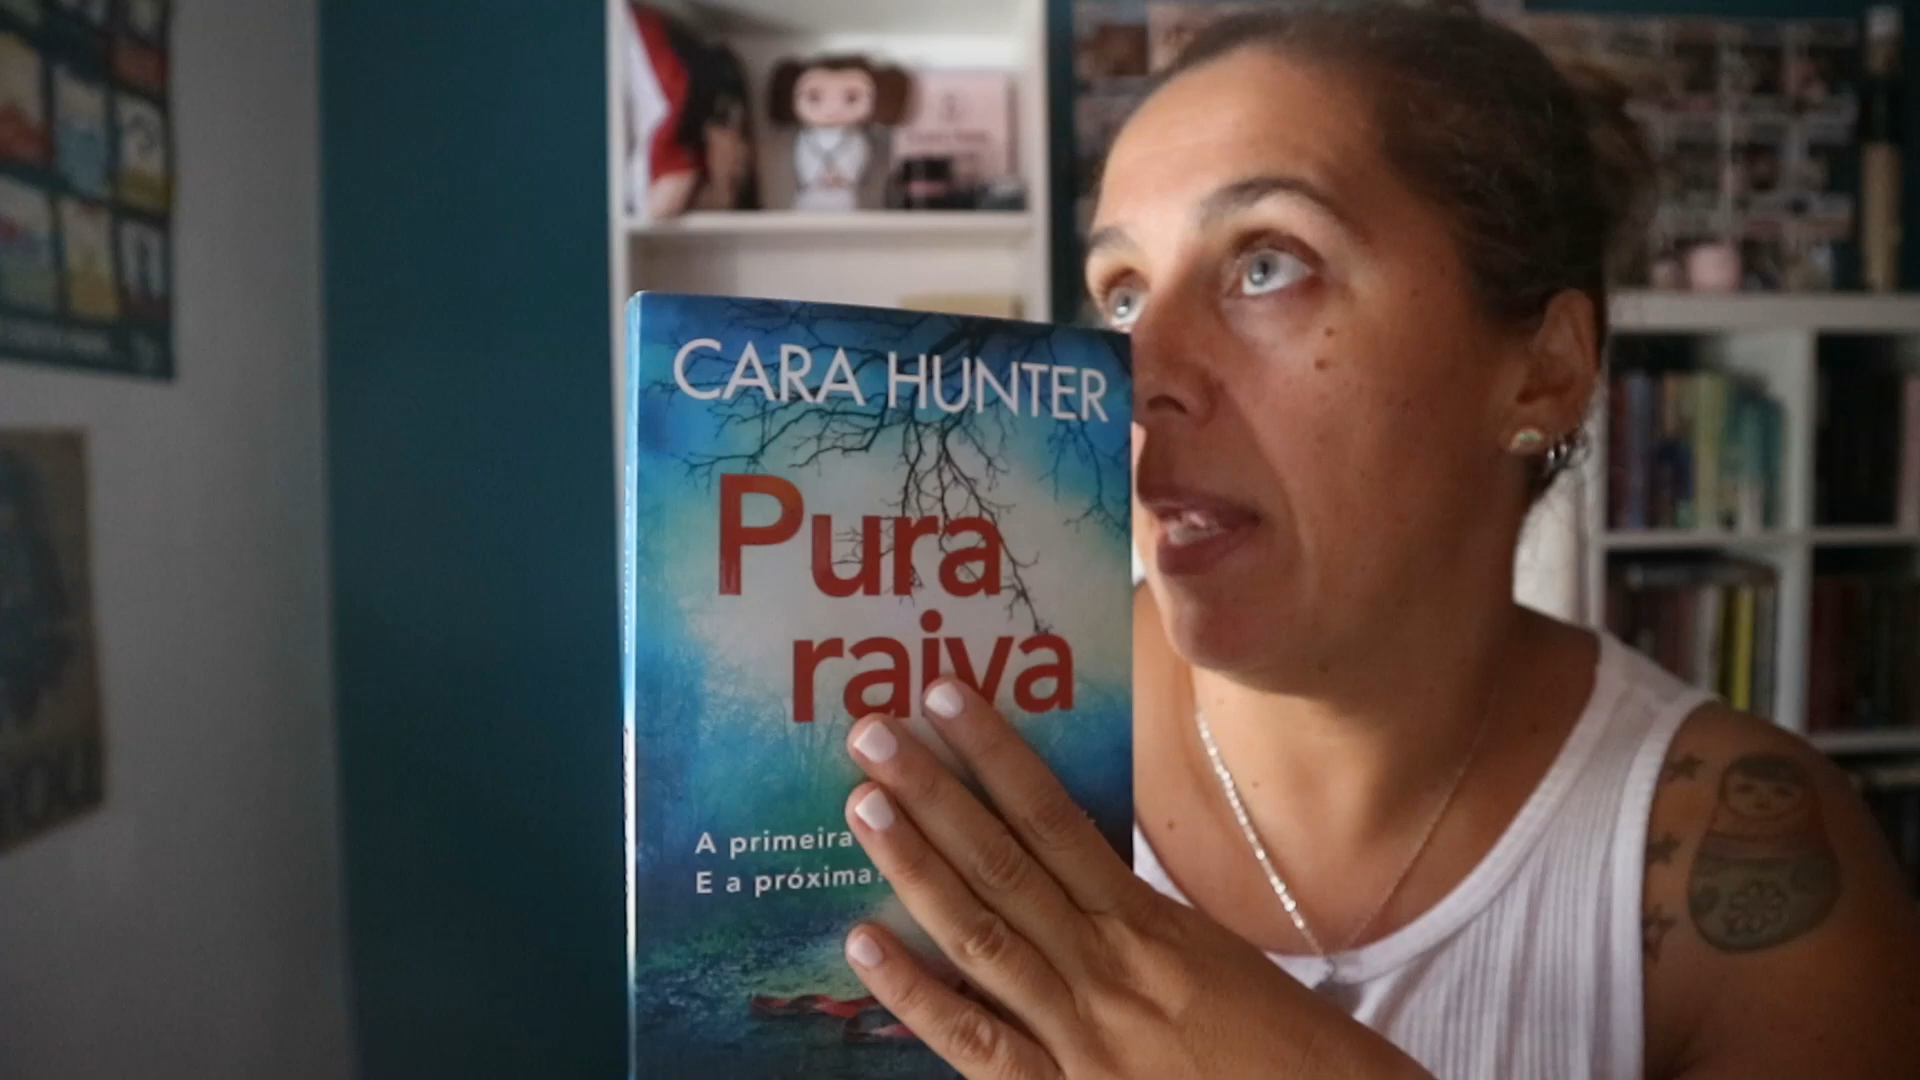 CARA HUNTER
Pura
raiva
A primeira
E a próxima?